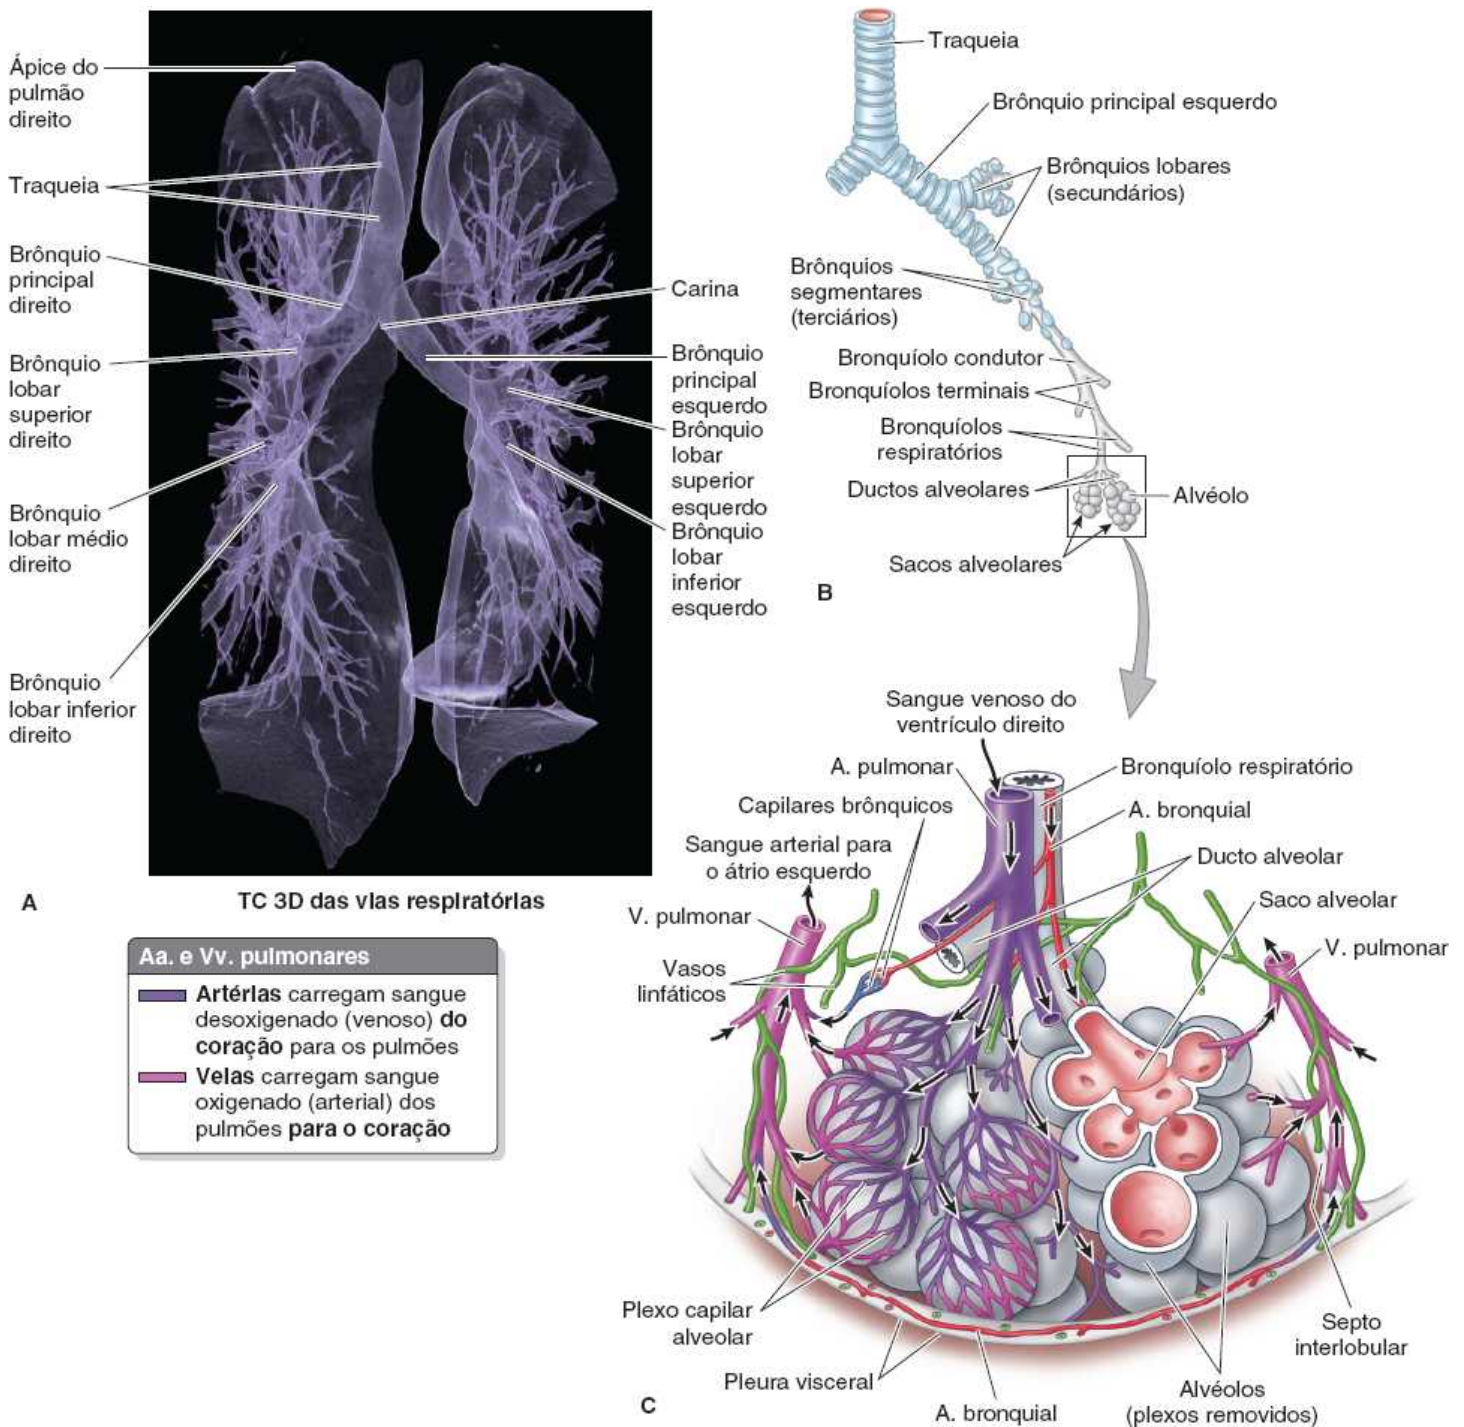 Ápice do
pulmão
direito
Traqueia
Brônquio
principal
direito
Brônquio
lobar
superior
direito
Brônquio
lobar médio
direito
Brônquio
lobar inferior
direito
Carina
Brônquio
principal
esquerdo
Brônquio
lobar
superior
esquerdo
Brônquio
lobar
inferior
esquerdo
A
TC 3D das vias respiratórias
Aa. e Vv. pulmonares
Artérias carregam sangue
desoxigenado (venoso) do
coração para os pulmões
Veias carregam sangue
oxigenado (arterial) dos
pulmões para o coração
Traqueia
Brônquio principal esquerdo
Brônquios lobares
(secundários)
Brônquios
segmentares
(terciários)
Bronquíolo condutor
Bronquíolos terminais
Bronquíolos
respiratórios
Ductos alveolares
Alvéolo
Sacos alveolares
B
Sangue venoso do
ventrículo direito
A. pulmonar
Bronquíolo respiratório
Capilares brônquicos
A. bronquial
Sangue arterial para
o átrio esquerdo
Ducto alveolar
Saco alveolar
V. pulmonar
V. pulmonar
Vasos
linfáticos
Plexo capilar
alveolar
Septo
interlobular
Pleura visceral
Alvéolos
(plexos removidos)
A. bronquial
C